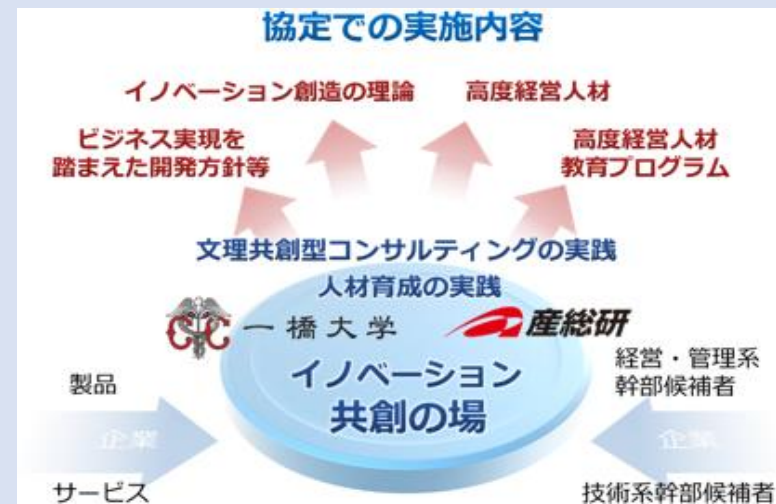 協定での実施内容
イノベーション創造の理論
高度経営人材
ビジネス実現を
踏まえた開発方針等
高度経営人材
教育プログラム
文理共創型コンサルティングの実践
人材育成の実践
一橋大学
産総研
イノベーション
共創の場
製品
企業
サービス
経営・管理系
幹部候補者
企業
技術系幹部候補者